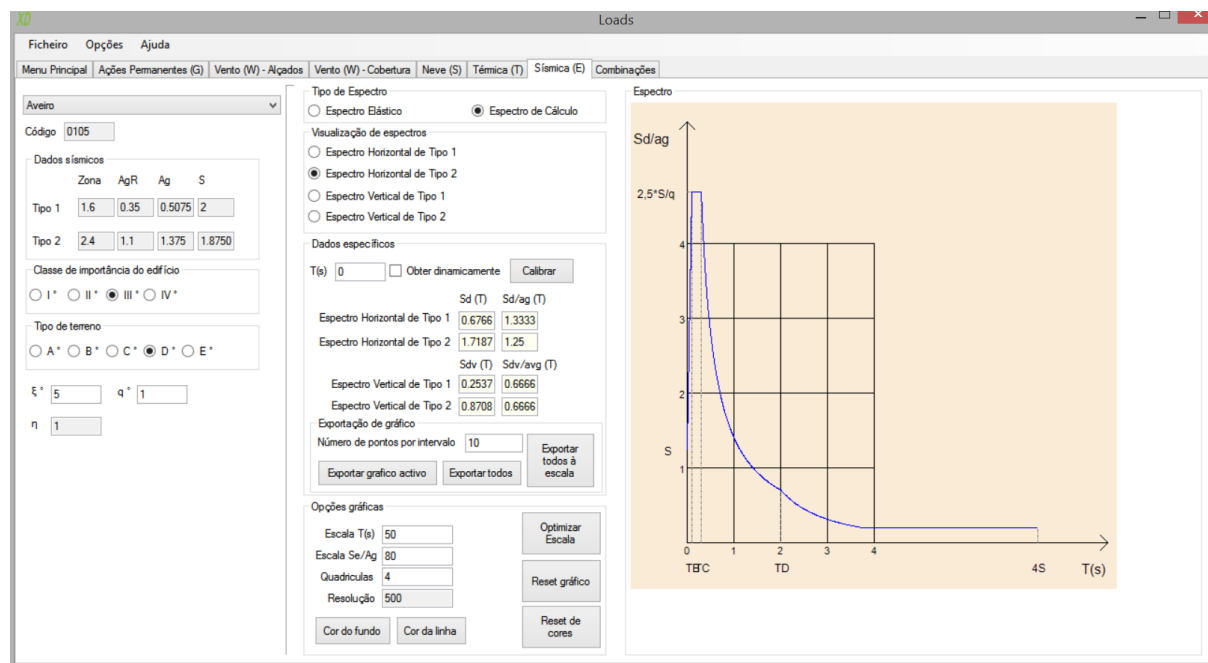 XD
Loads
Ficheiro Opções Ajuda
Menu Principal Ações Permanentes (G) Vento (W) - Alçados Vento (W) - Cobertura Neve (S) Térmica (T) Sísmica (E) Combinações
Aveiro
Código 0105
Dados sísmicos
Zona AgR Ag S
Tipo 1 1.6 0.35 0.5075 2
Tipo 2 2.4 1.1 1.375 1.8750
Classe de importância do edifício
I° II° III° IV°
Tipo de terreno
A° B° C° D° E°
ξ° 5 q° 1
η 1
Tipo de Espectro
Espectro Elástico Espectro de Cálculo
Visualização de espectros
Espectro Horizontal de Tipo 1
Espectro Horizontal de Tipo 2
Espectro Vertical de Tipo 1
Espectro Vertical de Tipo 2
Dados específicos
T(s) 0 Obter dinamicamente Calibrar
Sd (T) Sd/ag (T)
Espectro Horizontal de Tipo 1 0.6766 1.3333
Espectro Horizontal de Tipo 2 1.7187 1.25
Sdv (T) Sdv/avg (T)
Espectro Vertical de Tipo 1 0.2537 0.6666
Espectro Vertical de Tipo 2 0.8708 0.6666
Exportação de gráfico
Número de pontos por intervalo 10
Exportar grafico activo Exportar todos
Exportar
todos à
escala
Opções gráficas
Escala T(s) 50
Escala Se/Ag 80
Quadriculas 4
Resolução 500
Cor do fundo Cor da linha
Optimizar
Escala
Reset gráfico
Reset de
cores
Espectro
Sd/ag
2,5*S/q
4
3
2
S
1
0 1 2 3 4
TB TC TD 4S T(s)